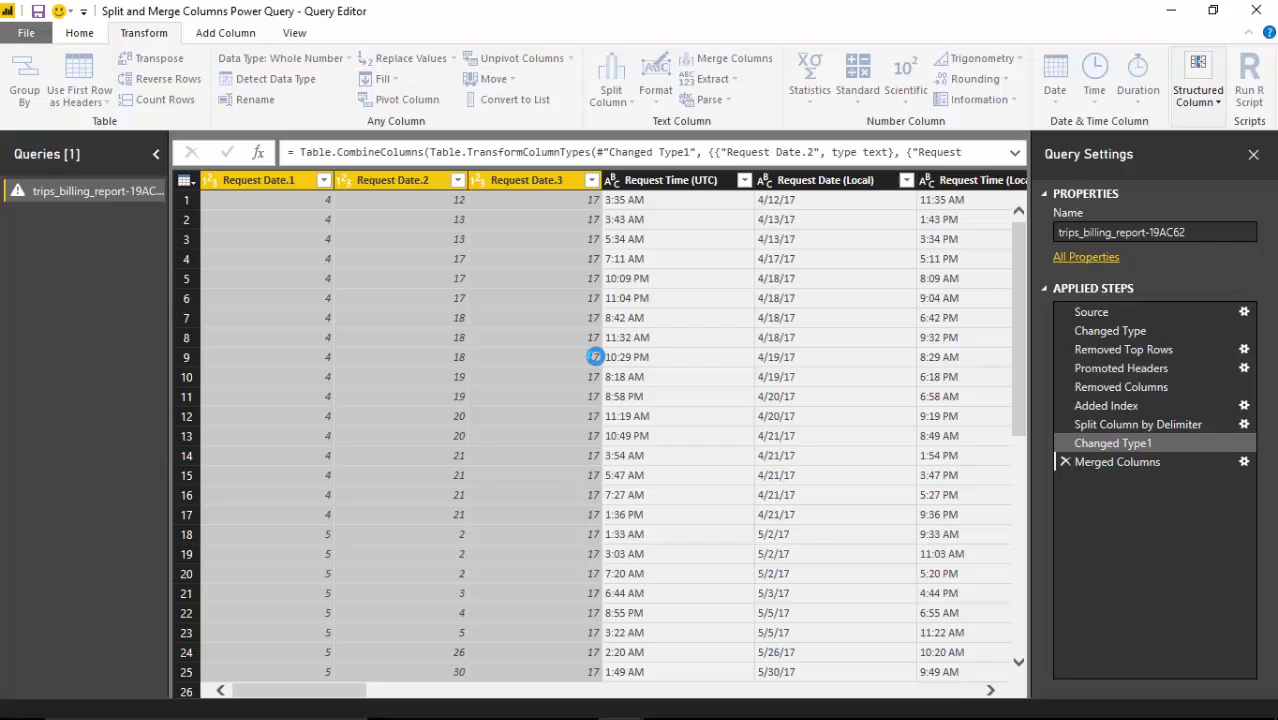 Split and Merge Columns Power Query - Query Editor
File Home Transform Add Column View
Group By
Use First Row as Headers
Transpose
Reverse Rows
Count Rows
Table
Data Type: Whole Number
Detect Data Type
Rename
Replace Values
Fill
Pivot Column
Unpivot Columns
Move
Convert to List
Any Column
Split Column
Format
Merge Columns
Extract
Parse
Text Column
Statistics
Standard
Scientific
Trigonometry
Rounding
Information
Number Column
Date
Time
Duration
Date & Time Column
Structured Column
Run R Script
Scripts
Queries [1]
trips_billing_report-19AC...
= Table.CombineColumns(Table.TransformColumnTypes(#"Changed Type1", {{"Request Date.2", type text}, {"Request
Request Date.1 Request Date.2 Request Date.3 Request Time (UTC) Request Date (Local) Request Time (Loc
1 4 12 17 3:35 AM 4/12/17 11:35 AM
2 4 13 17 3:43 AM 4/13/17 1:43 PM
3 4 13 17 5:34 AM 4/13/17 3:34 PM
4 4 17 17 7:11 AM 4/17/17 5:11 PM
5 4 17 17 10:09 PM 4/18/17 8:09 AM
6 4 17 17 11:04 PM 4/18/17 9:04 AM
7 4 18 17 8:42 AM 4/18/17 6:42 PM
8 4 18 17 11:32 AM 4/18/17 9:32 PM
9 4 18 10:29 PM 4/19/17 8:29 AM
10 4 19 17 8:18 AM 4/19/17 6:18 PM
11 4 19 17 8:58 PM 4/20/17 6:58 AM
12 4 20 17 11:19 AM 4/20/17 9:19 PM
13 4 20 17 10:49 PM 4/21/17 8:49 AM
14 4 21 17 3:54 AM 4/21/17 1:54 PM
15 4 21 17 5:47 AM 4/21/17 3:47 PM
16 4 21 17 7:27 AM 4/21/17 5:27 PM
17 4 21 17 1:36 PM 4/21/17 9:36 PM
18 5 2 17 1:33 AM 5/2/17 9:33 AM
19 5 2 17 3:03 AM 5/2/17 11:03 AM
20 5 2 17 7:20 AM 5/2/17 5:20 PM
21 5 3 17 6:44 AM 5/3/17 4:44 PM
22 5 4 17 8:55 PM 5/5/17 6:55 AM
23 5 5 17 3:22 AM 5/5/17 11:22 AM
24 5 26 17 2:20 AM 5/26/17 10:20 AM
25 5 30 17 1:49 AM 5/30/17 9:49 AM
26
Query Settings
PROPERTIES
Name
trips_billing_report-19AC62
All Properties
APPLIED STEPS
Source
Changed Type
Removed Top Rows
Promoted Headers
Removed Columns
Added Index
Split Column by Delimiter
Changed Type1
Merged Columns